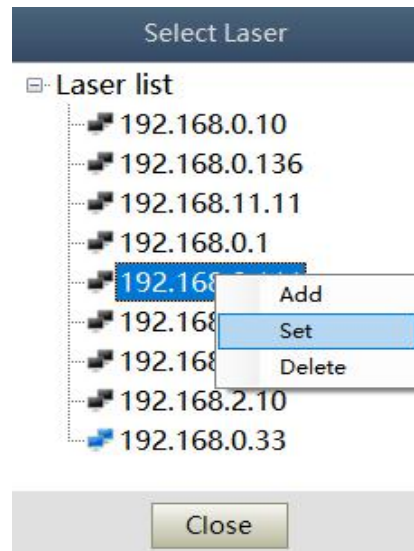 Select Laser
Laser list
192.168.0.10
192.168.0.136
192.168.11.11
192.168.0.1
Add
Set
Delete
192.168.2.10
192.168.0.33
Close